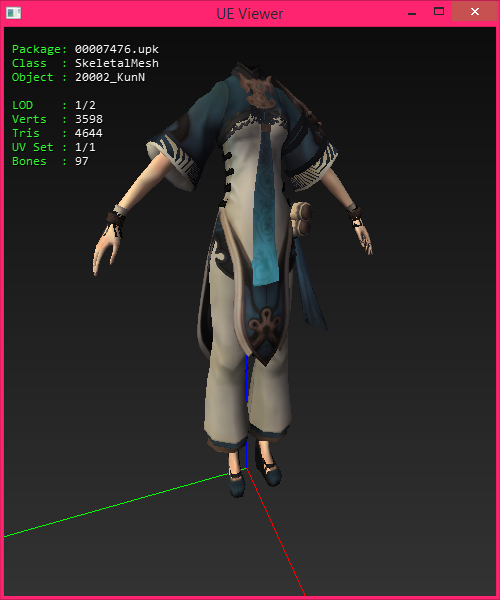 UE Viewer
Package: 00007476.upk
Class : SkeletalMesh
Object : 20002_KunN
LOD : 1/2
Verts : 3598
Tris : 4644
UV Set : 1/1
Bones : 97